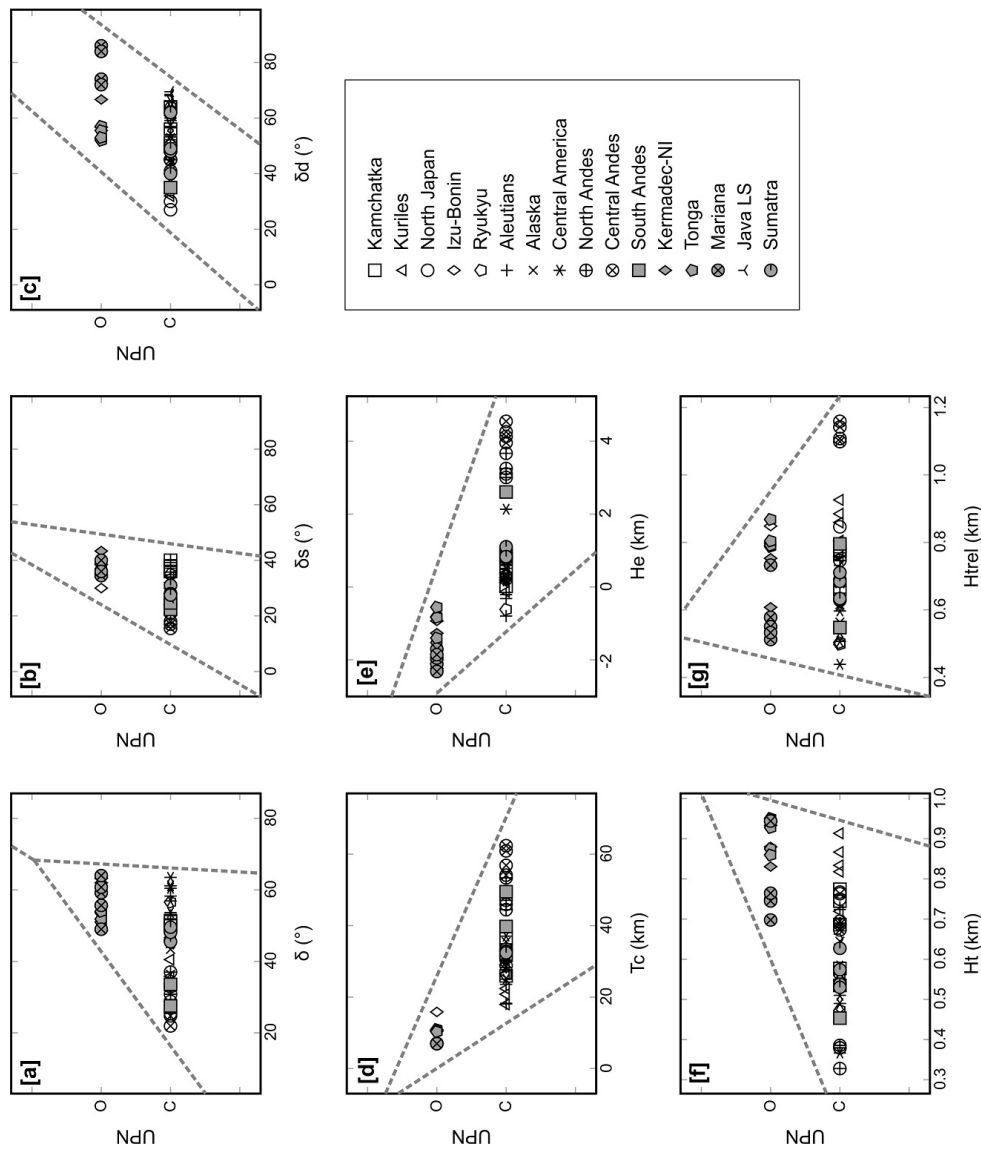 [a]
UPN
O
C
20 40 60 80
δ (°)
[b]
UPN
O
C
0 20 40 60 80
δs (°)
[c]
UPN
O
C
0 20 40 60 80
δd (°)
[d]
UPN
O
C
0 20 40 60
Tc (km)
[e]
UPN
O
C
2 0 2 4
He (km)
Kamchatka
Kuriles
North Japan
Izu-Bonin
Ryukyu
Aleutians
Alaska
Central America
North Andes
Central Andes
South Andes
Kermadec-NI
Tonga
Mariana
Java LS
Sumatra
[f]
UPN
O
C
0.3 0.4 0.5 0.6 0.7 0.8 0.9 1.0
Ht (km)
[g]
UPN
O
C
0.4 0.6 0.8 1.0 1.2
Htrel (km)